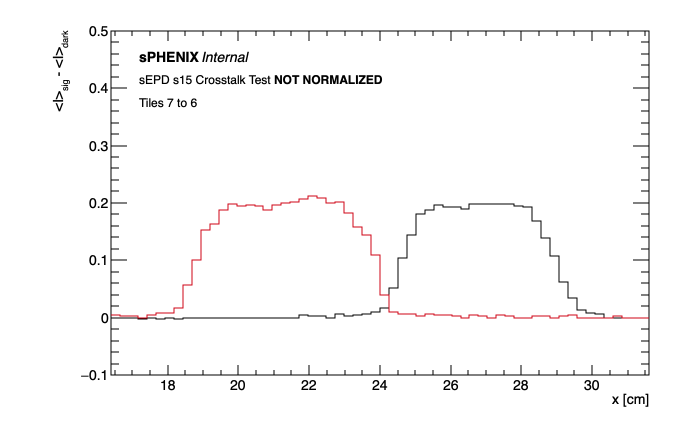 0.5
<I>sig - <I>dark
sPHENIX Internal
sEPD s15 Crosstalk Test NOT NORMALIZED
Tiles 7 to 6
0.4
0.3
0.2
0.1
0
−0.1
18 20 22 24 26 28 30
x [cm]